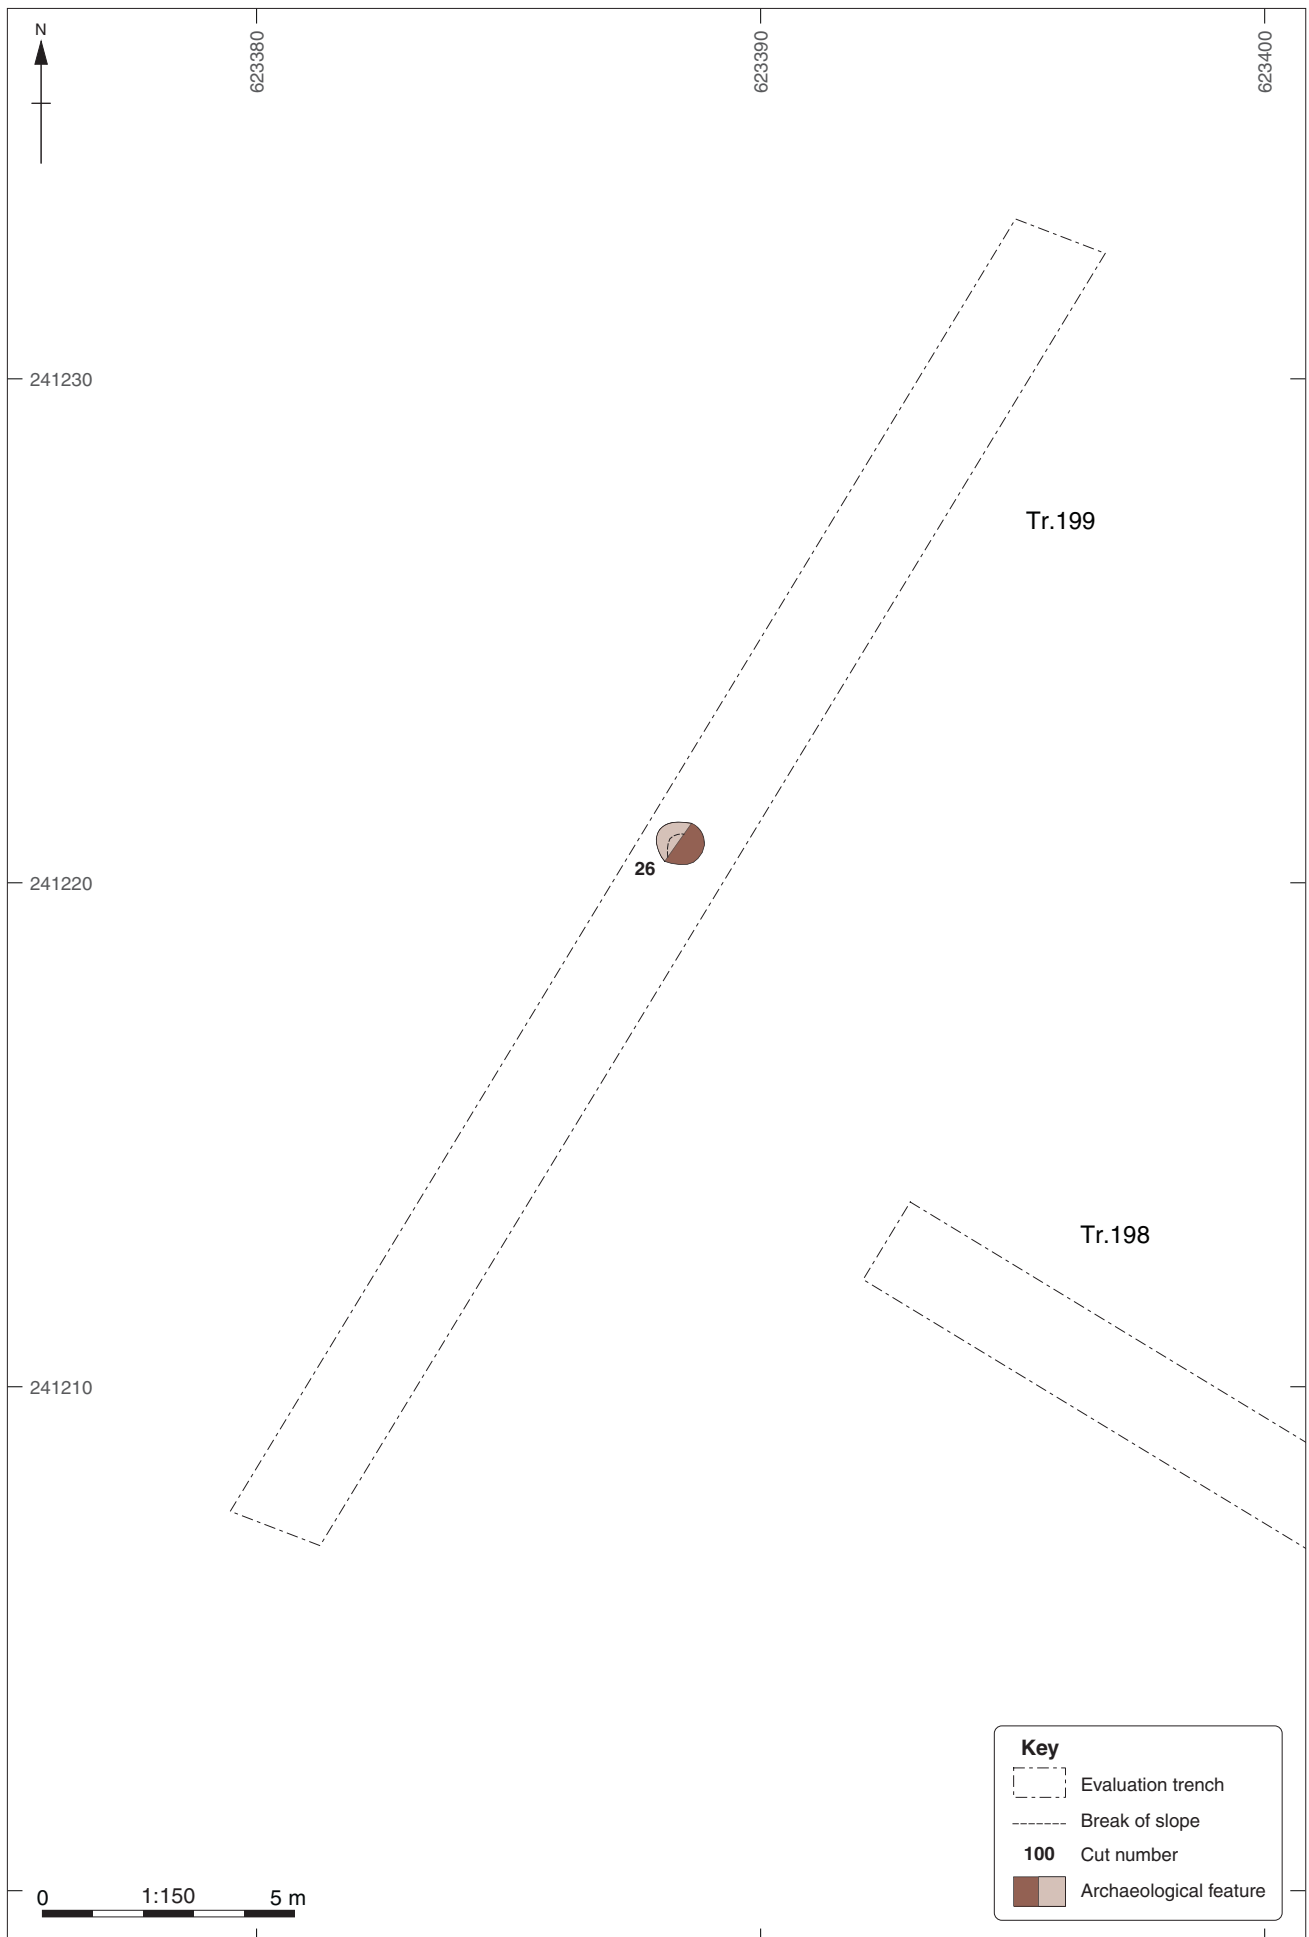 N
623380
623390
623400
241230
Tr.199
26
241220
Tr.198
241210
Key
Evaluation trench
Break of slope
100 Cut number
Archaeological feature
0 1:150 5 m